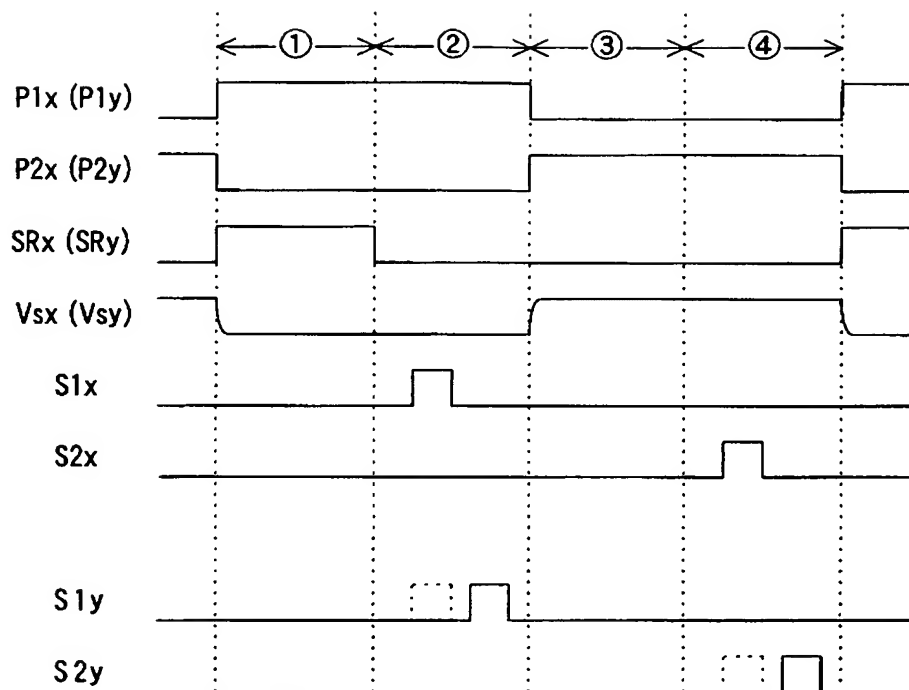 ① ② ③ ④
P1x (P1y)
P2x (P2y)
SRx (SRy)
Vsx (Vsy)
S1x
S2x
S1y
S2y